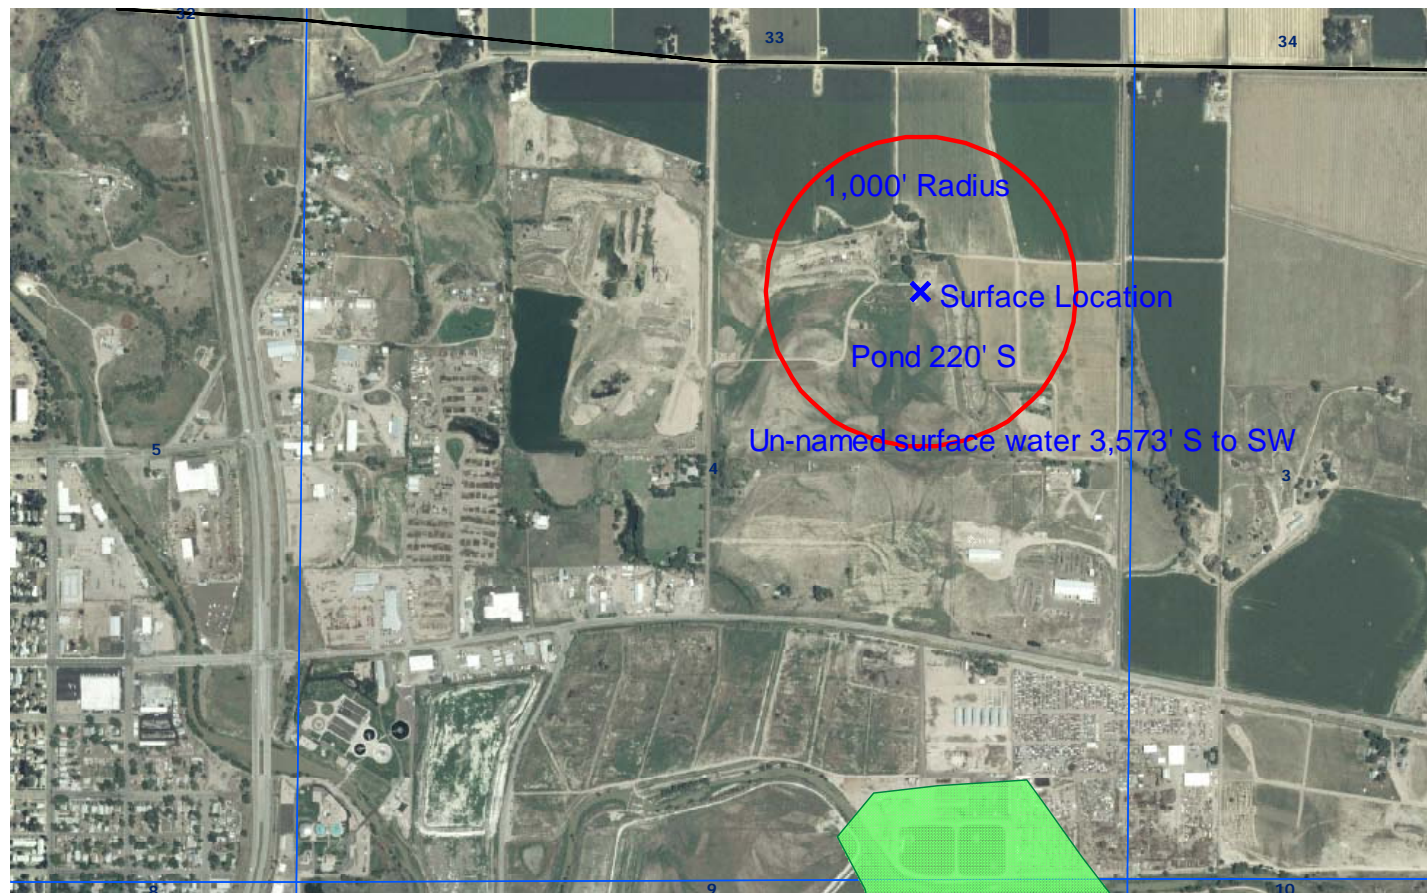 32
33
34
1,000' Radius
Surface Location
Pond 220' S
Un-named surface water 3,573' S to SW
5
4
3
8
9
10